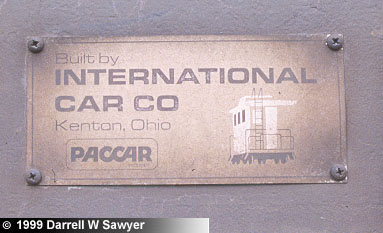 Built by
INTERNATIONAL
CAR CO
Kenton, Ohio
PACCAR
© 1999 Darrell W Sawyer